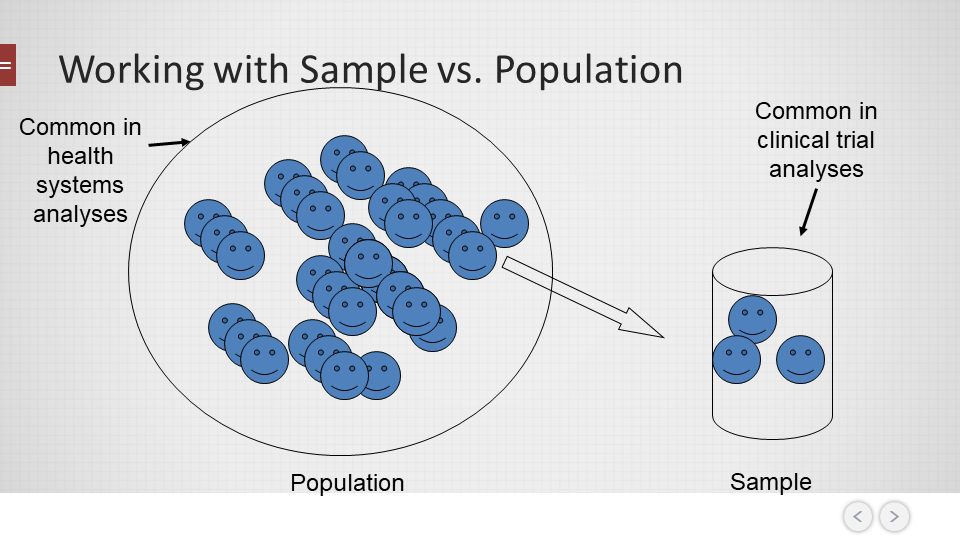 Working with Sample vs. Population
Common in
health
systems
analyses
Common in
clinical trial
analyses
Population
Sample